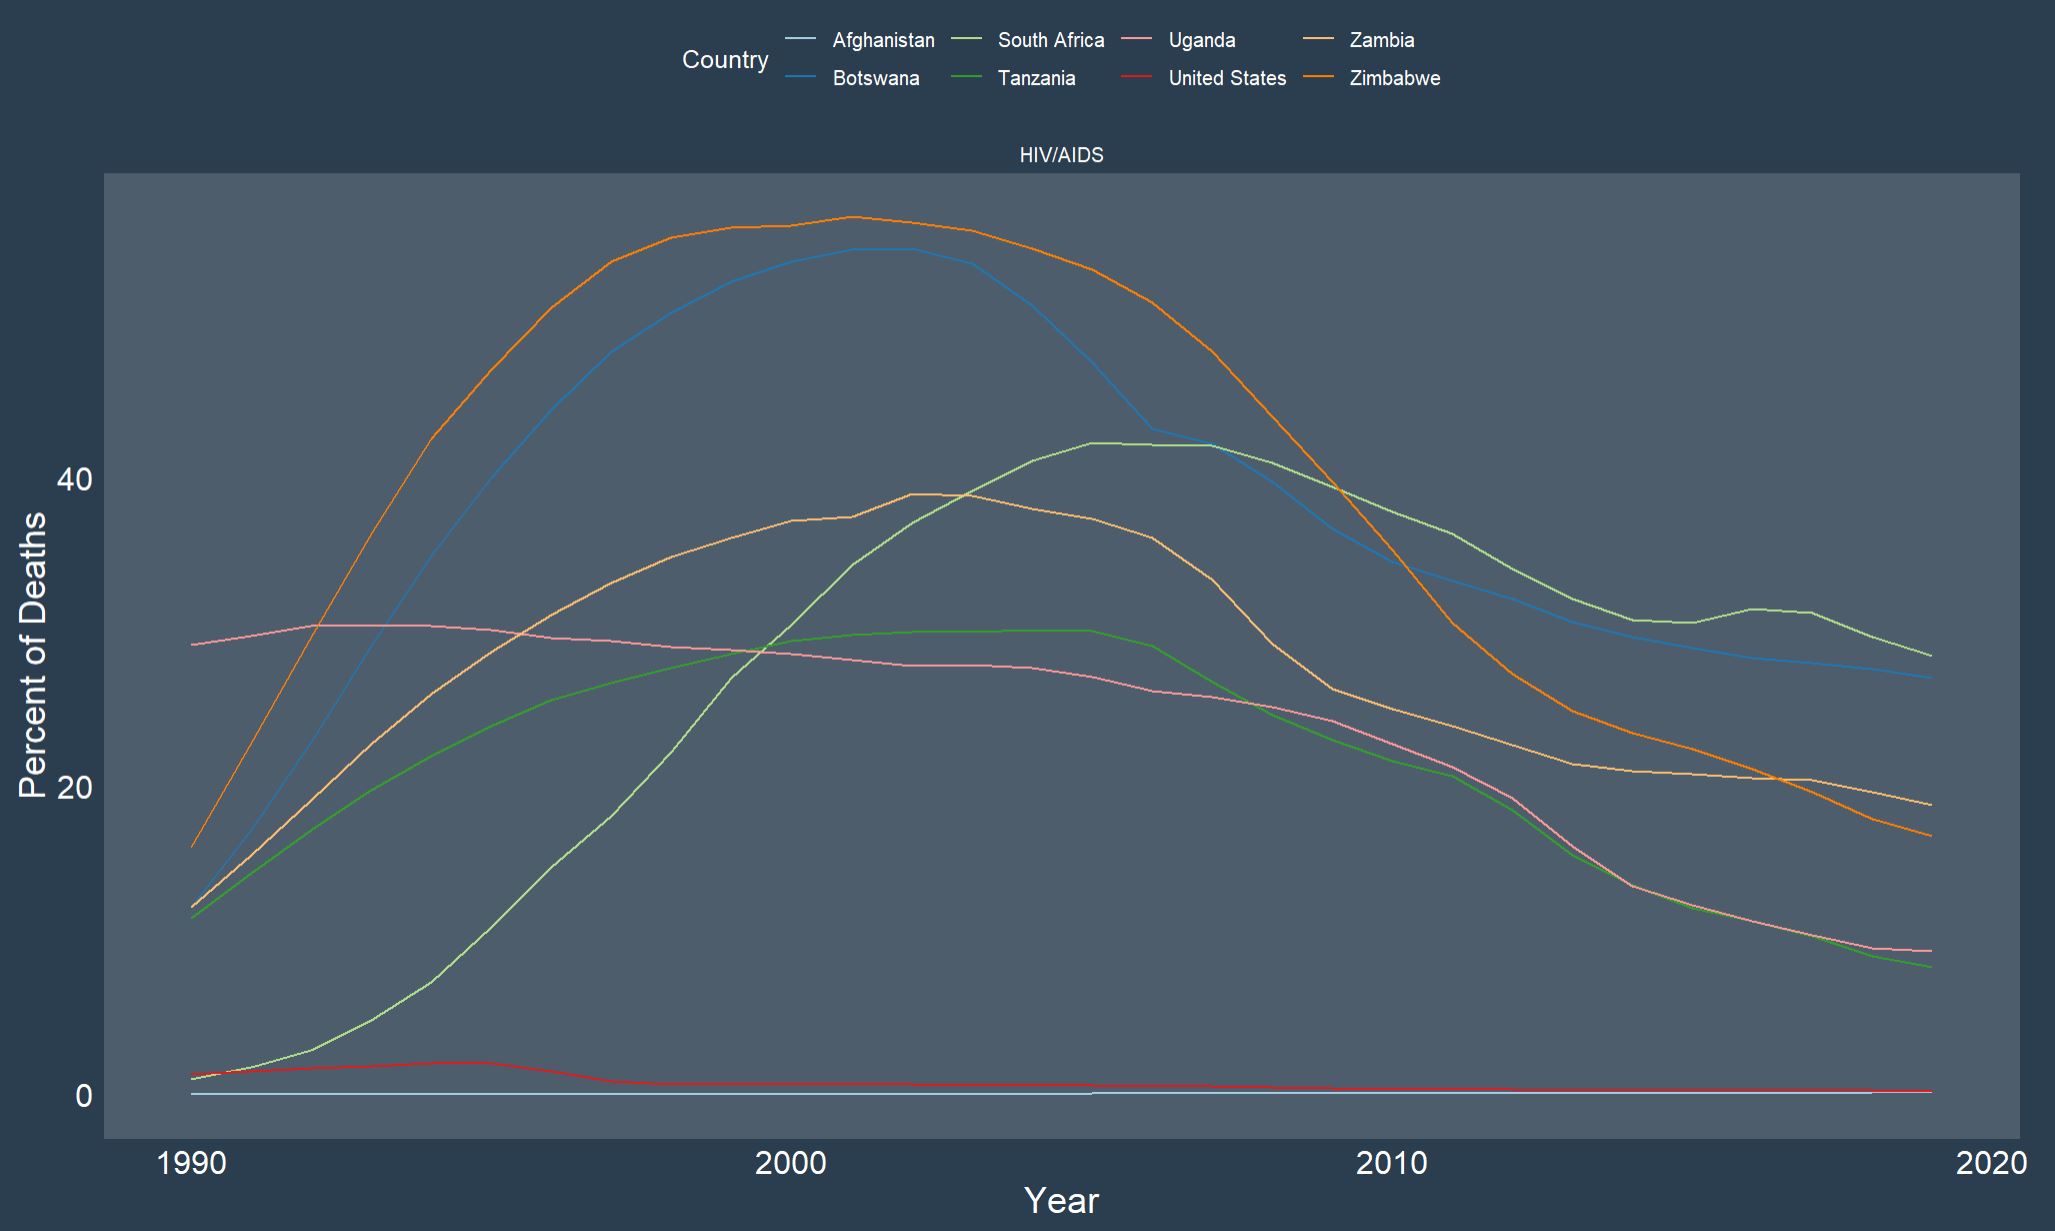 Country
Afghanistan South Africa Uganda Zambia
Botswana Tanzania United States Zimbabwe
HIV/AIDS
Percent of Deaths
40
20
0
1990 2000 2010 2020
Year